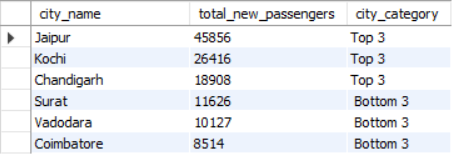 city_name total_new_passengers city_category
Jaipur 45856 Top 3
Kochi 26416 Top 3
Chandigarh 18908 Top 3
Surat 11626 Bottom 3
Vadodara 10127 Bottom 3
Coimbatore 8514 Bottom 3